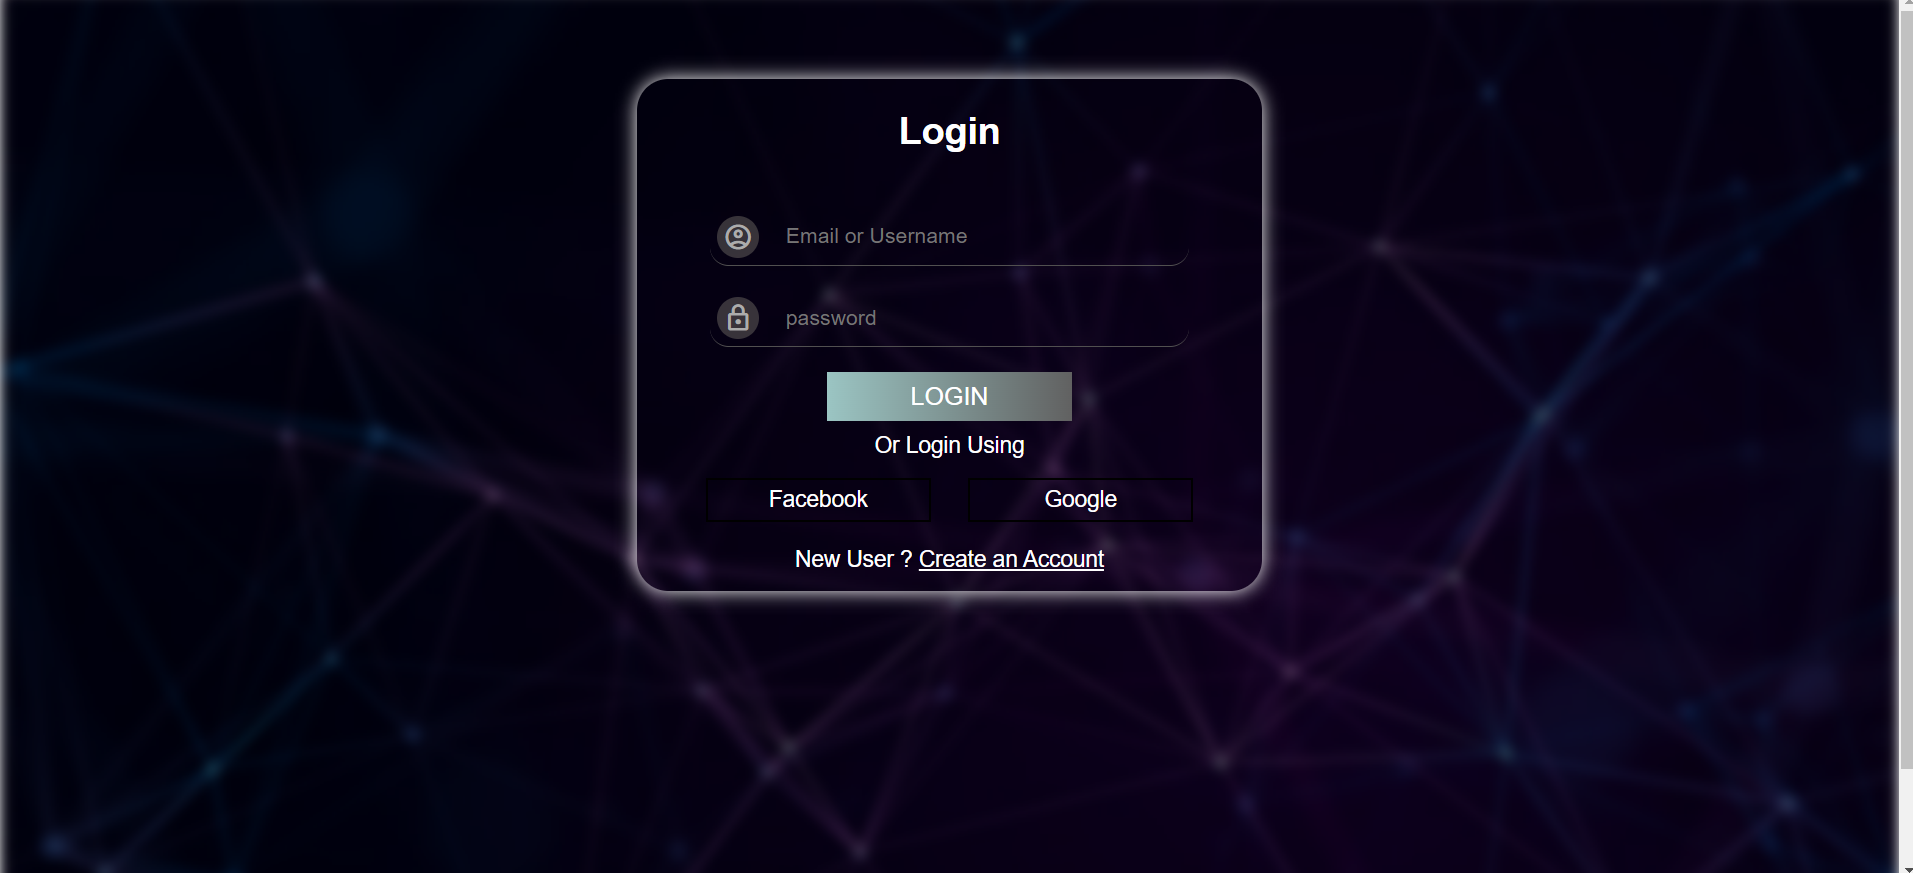 Login
Email or Username
password
LOGIN
Or Login Using
Facebook Google
New User ? Create an Account